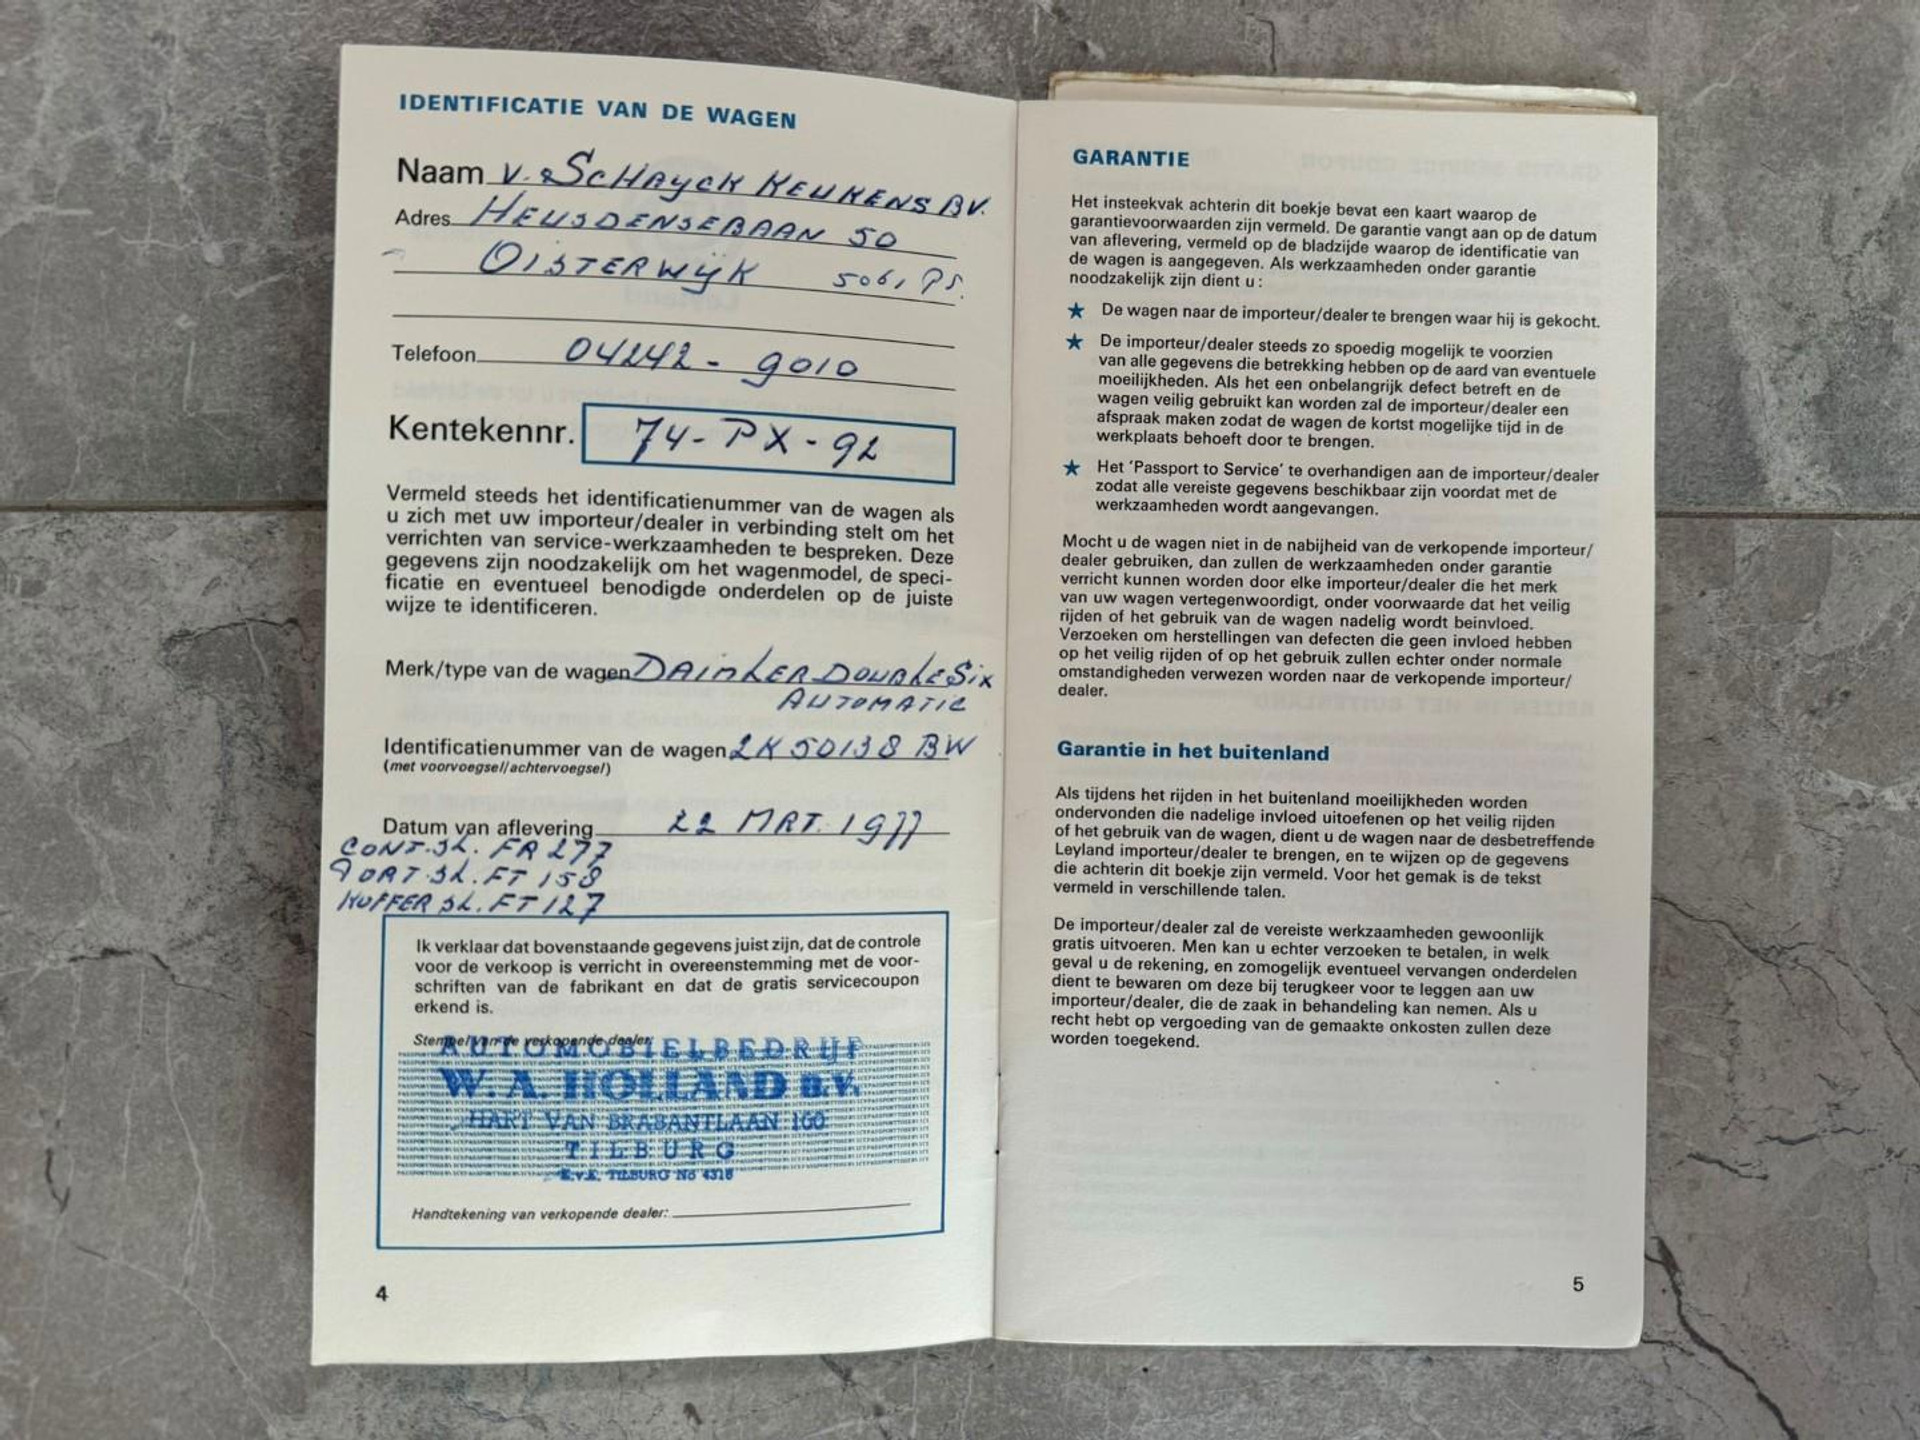 IDENTIFICATIE VAN DE WAGEN
Naam v. SCHAYCK KEUKENS BV.
Adres HEUSDENSEBAAN 50
OISTERWIJK 5061 PS.
Telefoon 04242 - 9010
Kentekennr. 74-PX-92
Vermeld steeds het identificatienummer van de wagen als
u zich met uw importeur/dealer in verbinding stelt om het
verrichten van service-werkzaamheden te bespreken. Deze
gegevens zijn noodzakelijk om het wagenmodel, de speci-
ficatie en eventueel benodigde onderdelen op de juiste
wijze te identificeren.
Merk/type van de wagen DAIMLER DOUBLE SIX
AUTOMATIC
Identificatienummer van de wagen 2K 50138 BW
(met voorvoegsel/achtervoegsel)
Datum van aflevering 22 MRT. 1977
CONT. SL. FR 277
PORT. SL. FT 158
KOFFER SL. FT 127
Ik verklaar dat bovenstaande gegevens juist zijn, dat de controle
voor de verkoop is verricht in overeenstemming met de voor-
schriften van de fabrikant en dat de gratis servicecoupon
erkend is.
Stempel van de verkopende dealer:
AUTOMOBIELBEDRIJF
W. A. HOLLAND B.V.
HART VAN BRABANTLAAN 160
TILBURG
K.v.K. TILBURG No 4318
Handtekening van verkopende dealer:
4
GARANTIE
Het insteekvak achterin dit boekje bevat een kaart waarop de
garantievoorwaarden zijn vermeld. De garantie vangt aan op de datum
van aflevering, vermeld op de bladzijde waarop de identificatie van
de wagen is aangegeven. Als werkzaamheden onder garantie
noodzakelijk zijn dient u:
★ De wagen naar de importeur/dealer te brengen waar hij is gekocht.
★ De importeur/dealer steeds zo spoedig mogelijk te voorzien
van alle gegevens die betrekking hebben op de aard van eventuele
moeilijkheden. Als het een onbelangrijk defect betreft en de
wagen veilig gebruikt kan worden zal de importeur/dealer een
afspraak maken zodat de wagen de kortst mogelijke tijd in de
werkplaats behoeft door te brengen.
★ Het 'Passport to Service' te overhandigen aan de importeur/dealer
zodat alle vereiste gegevens beschikbaar zijn voordat met de
werkzaamheden wordt aangevangen.
Mocht u de wagen niet in de nabijheid van de verkopende importeur/
dealer gebruiken, dan zullen de werkzaamheden onder garantie
verricht kunnen worden door elke importeur/dealer die het merk
van uw wagen vertegenwoordigt, onder voorwaarde dat het veilig
rijden of het gebruik van de wagen nadelig wordt beinvloed.
Verzoeken om herstellingen van defecten die geen invloed hebben
op het veilig rijden of op het gebruik zullen echter onder normale
omstandigheden verwezen worden naar de verkopende importeur/
dealer.
Garantie in het buitenland
Als tijdens het rijden in het buitenland moeilijkheden worden
ondervonden die nadelige invloed uitoefenen op het veilig rijden
of het gebruik van de wagen, dient u de wagen naar de desbetreffende
Leyland importeur/dealer te brengen, en te wijzen op de gegevens
die achterin dit boekje zijn vermeld. Voor het gemak is de tekst
vermeld in verschillende talen.
De importeur/dealer zal de vereiste werkzaamheden gewoonlijk
gratis uitvoeren. Men kan u echter verzoeken te betalen, in welk
geval u de rekening, en zomogelijk eventueel vervangen onderdelen
dient te bewaren om deze bij terugkeer voor te leggen aan uw
importeur/dealer, die de zaak in behandeling kan nemen. Als u
recht hebt op vergoeding van de gemaakte onkosten zullen deze
worden toegekend.
5